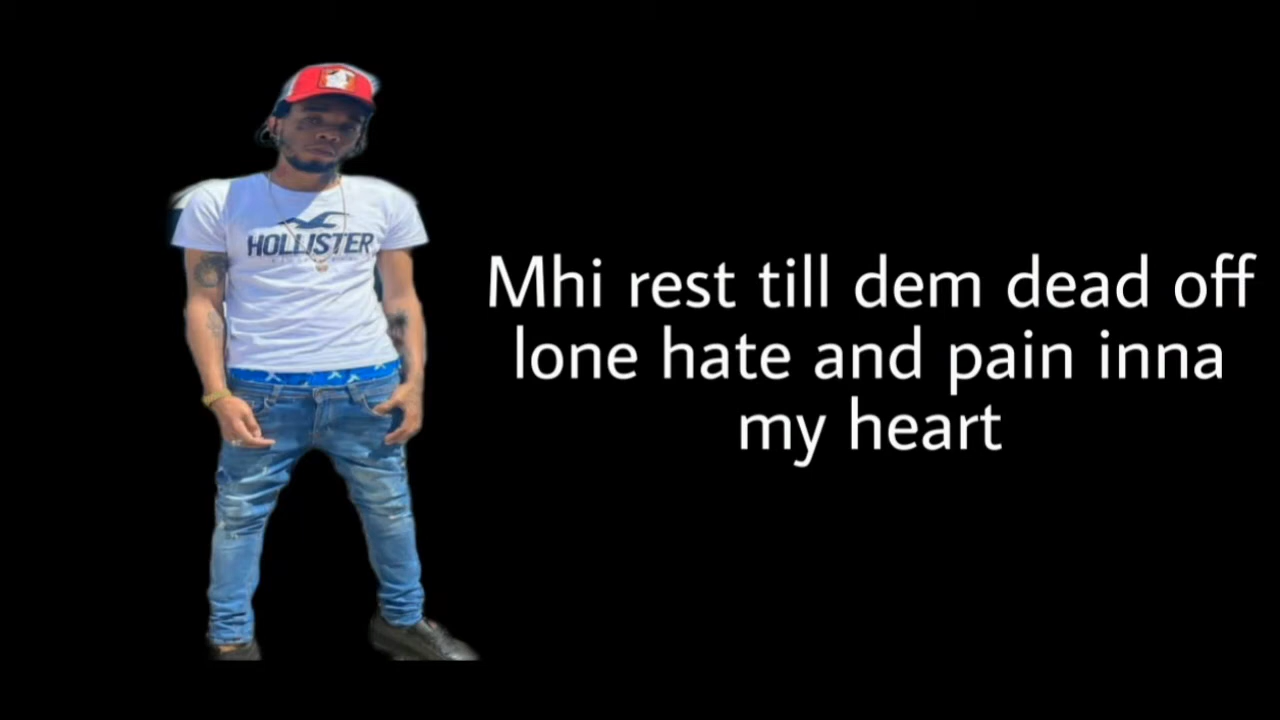 HOLLISTER
Mhi rest till dem dead off
lone hate and pain inna
my heart